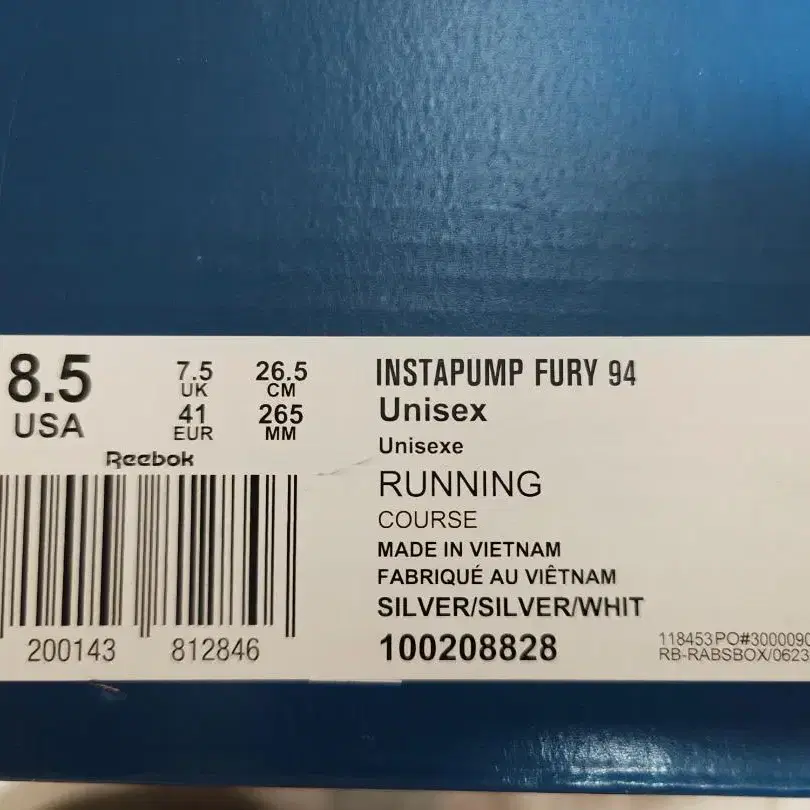 8.5
USA
7.5
UK
41
EUR
26.5
CM
265
MM
Reebok
200143 812846
INSTAPUMP FURY 94
Unisex
Unisexe
RUNNING
COURSE
MADE IN VIETNAM
FABRIQUÉ AU VIÊTNAM
SILVER/SILVER/WHIT
100208828
118453PO#3000090
RB-RABSBOX/0623